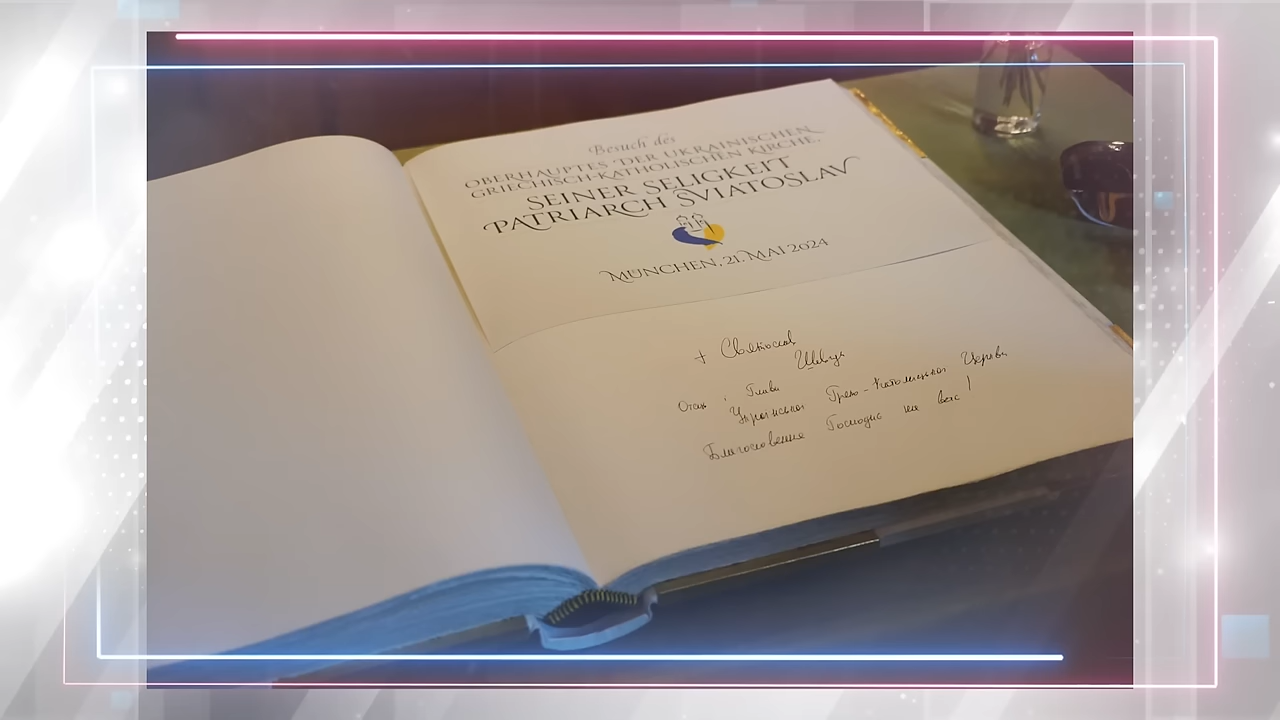 Besuch des
OBERHAUPTES DER UKRAINISCHEN
GRIECHISCH-KATHOLISCHEN KIRCHE,
SEINER SELIGKEIT
PATRIARCH SVIATOSLAV
MÜNCHEN, 21. MAI 2024
+ Святослав
Шевчук
Отець і Глава
Української Греко-Католицької Церкви
Благословення Господнє на вас!